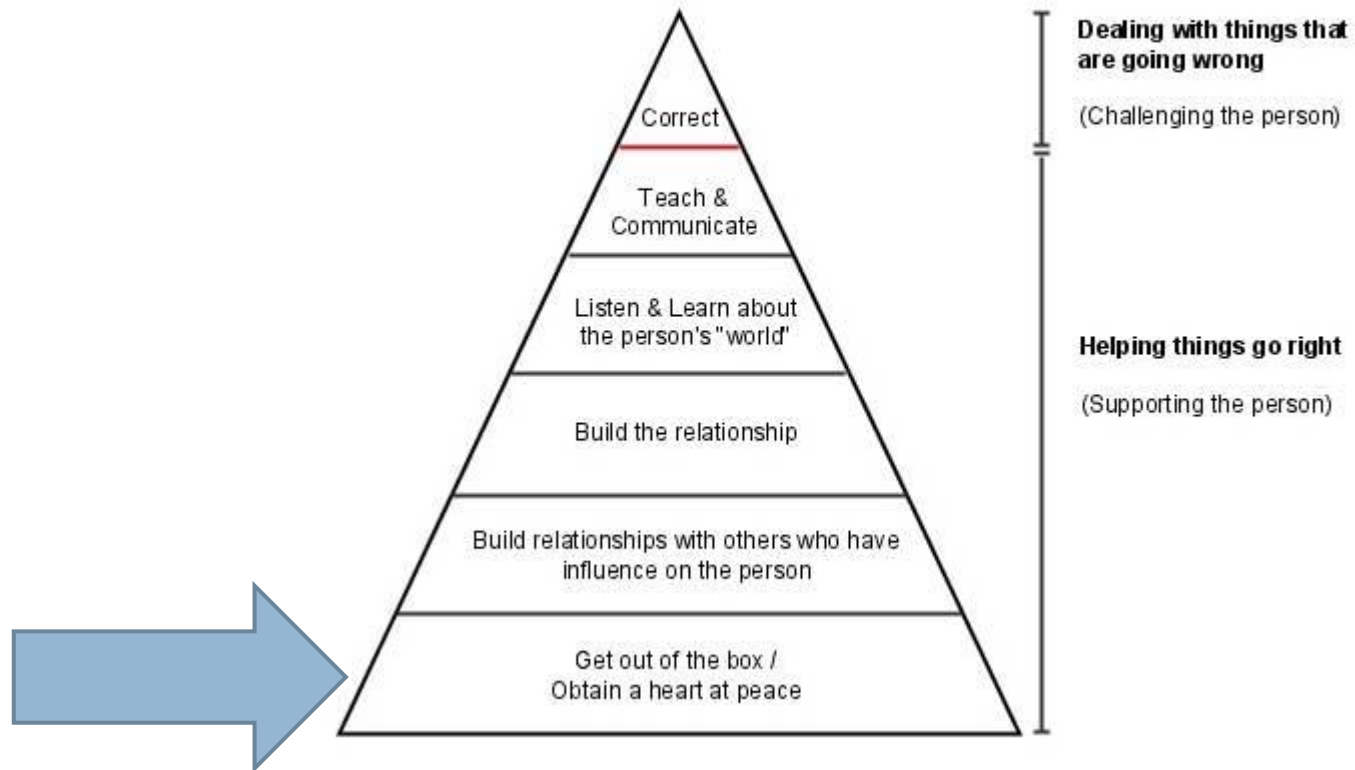 Correct
Teach &
Communicate
Listen & Learn about
the person's "world"
Build the relationship
Build relationships with others who have
influence on the person
Get out of the box /
Obtain a heart at peace
Dealing with things that
are going wrong
(Challenging the person)
Helping things go right
(Supporting the person)